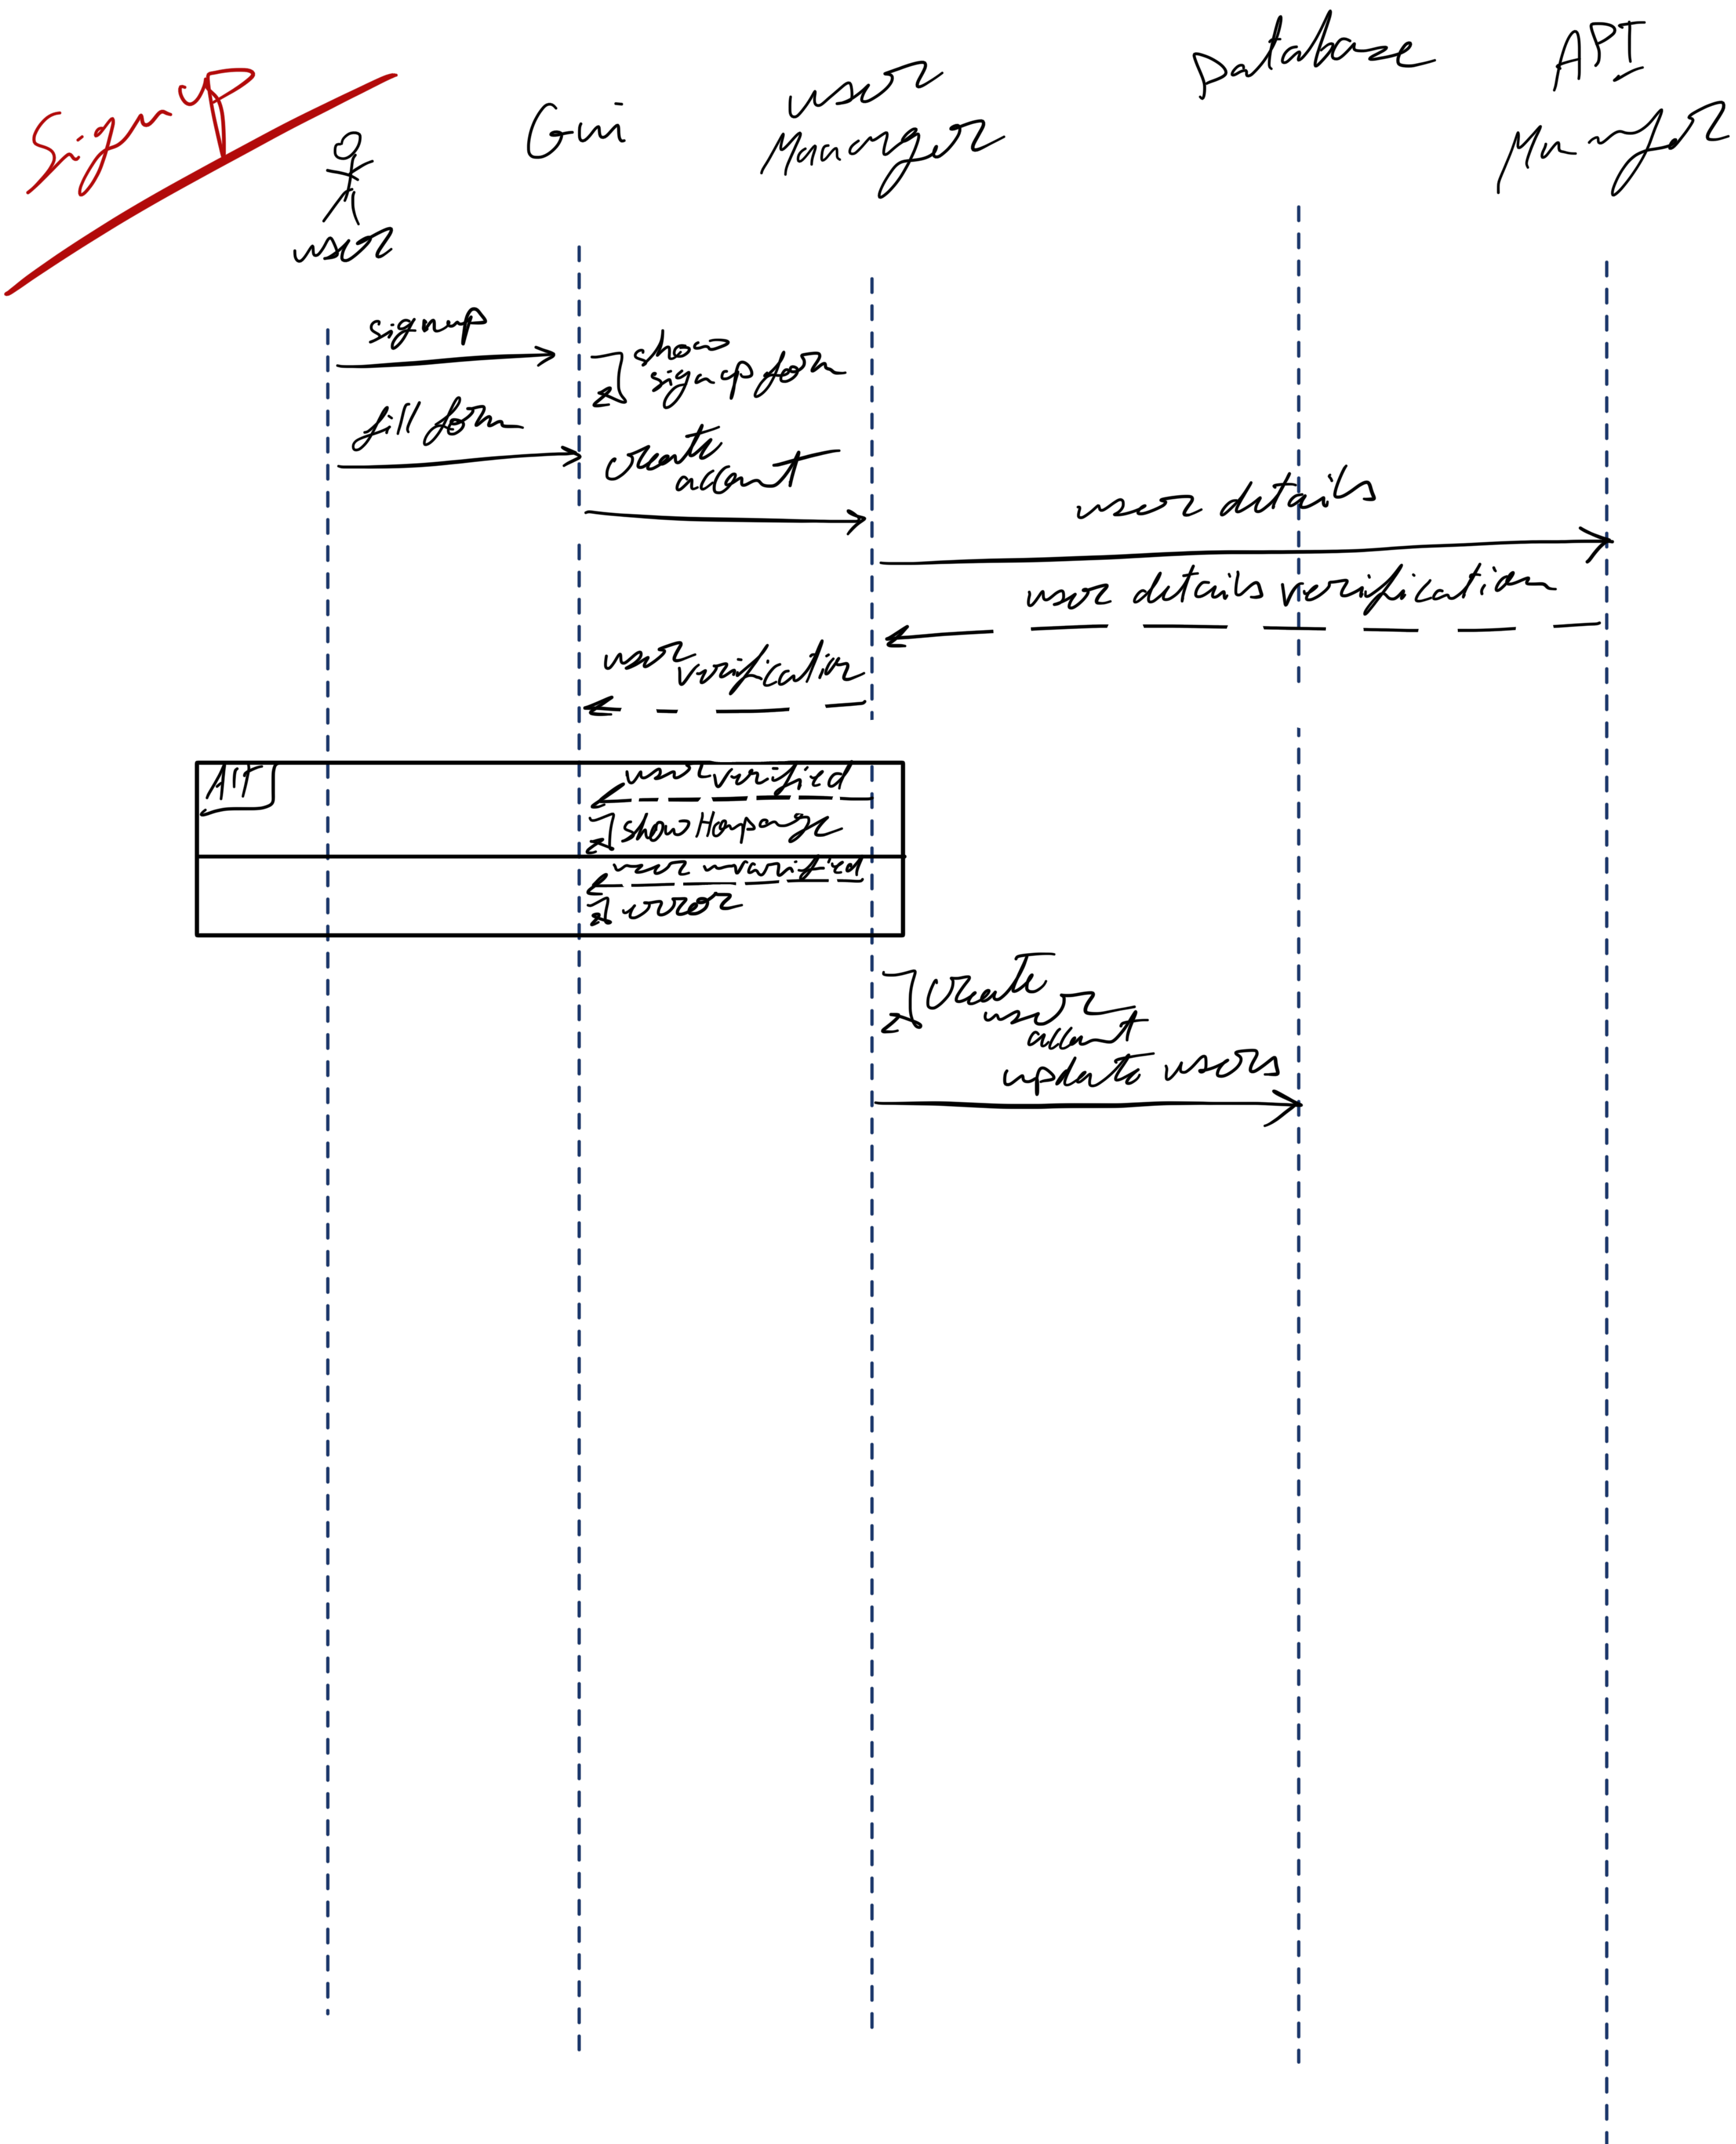 Signup
user
Gui
user
Manager
Database
API
Manager
signup
show
signup form
fill form
create
account
user details
user details verification
user
verification
Alt
user verified
show Hompange
user unverified
error
Create
user
account
update users